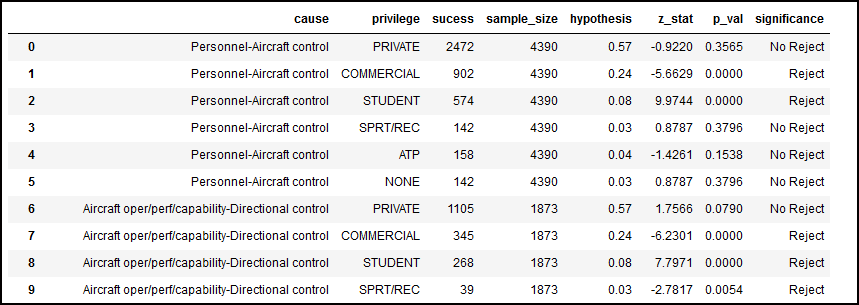 cause privilege sucess sample_size hypothesis z_stat p_val significance
0 Personnel-Aircraft control PRIVATE 2472 4390 0.57 -0.9220 0.3565 No Reject
1 Personnel-Aircraft control COMMERCIAL 902 4390 0.24 -5.6629 0.0000 Reject
2 Personnel-Aircraft control STUDENT 574 4390 0.08 9.9744 0.0000 Reject
3 Personnel-Aircraft control SPRT/REC 142 4390 0.03 0.8787 0.3796 No Reject
4 Personnel-Aircraft control ATP 158 4390 0.04 -1.4261 0.1538 No Reject
5 Personnel-Aircraft control NONE 142 4390 0.03 0.8787 0.3796 No Reject
6 Aircraft oper/perf/capability-Directional control PRIVATE 1105 1873 0.57 1.7566 0.0790 No Reject
7 Aircraft oper/perf/capability-Directional control COMMERCIAL 345 1873 0.24 -6.2301 0.0000 Reject
8 Aircraft oper/perf/capability-Directional control STUDENT 268 1873 0.08 7.7971 0.0000 Reject
9 Aircraft oper/perf/capability-Directional control SPRT/REC 39 1873 0.03 -2.7817 0.0054 Reject